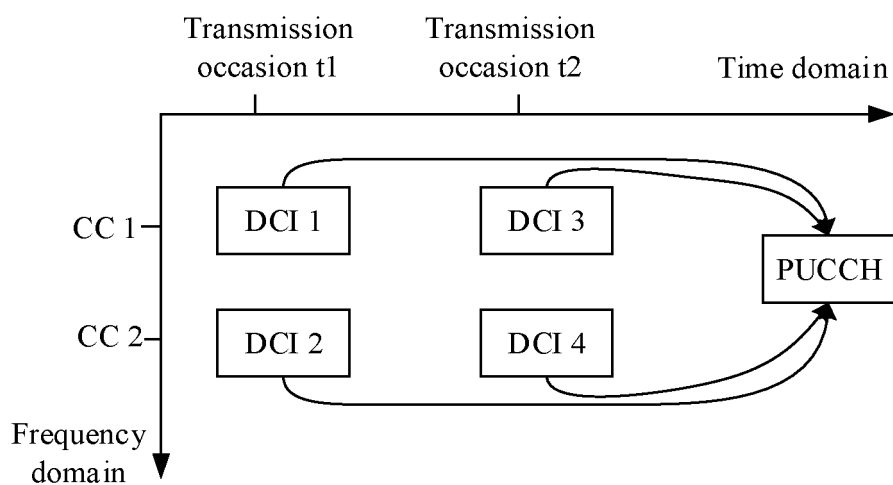 Transmission
occasion t1
Transmission
occasion t2
Time domain
CC 1
DCI 1
DCI 3
PUCCH
CC 2
DCI 2
DCI 4
Frequency
domain